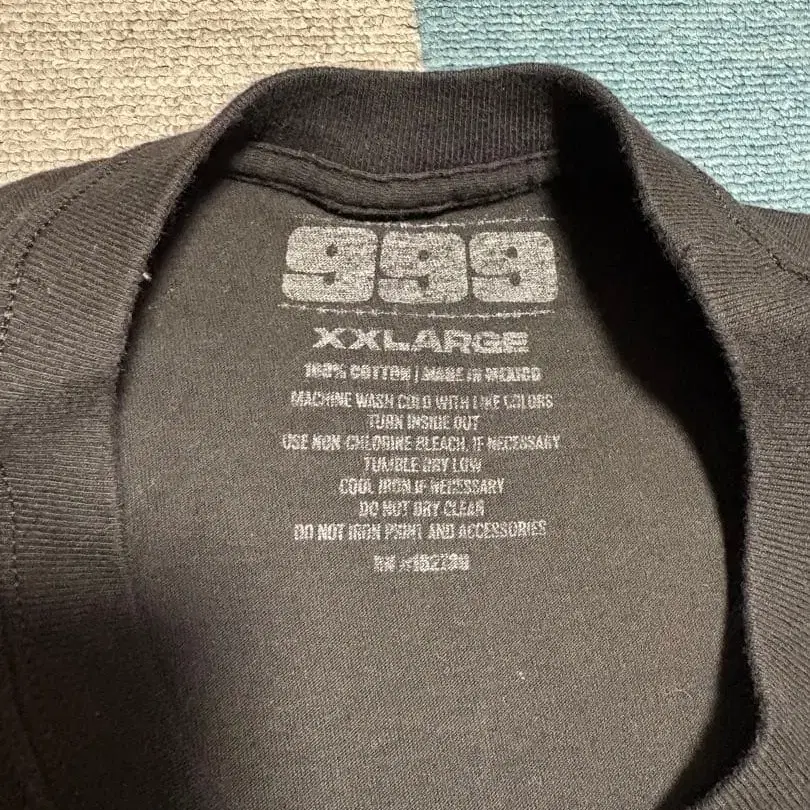 999
XXLARGE
100% COTTON | MADE IN MEXICO
MACHINE WASH COLD WITH LIKE COLORS
TURN INSIDE OUT
USE NON-CHLORINE BLEACH, IF NECESSARY
TUMBLE DRY LOW
COOL IRON IF NECESSARY
DO NOT DRY CLEAN
DO NOT IRON PRINT AND ACCESSORIES
RN